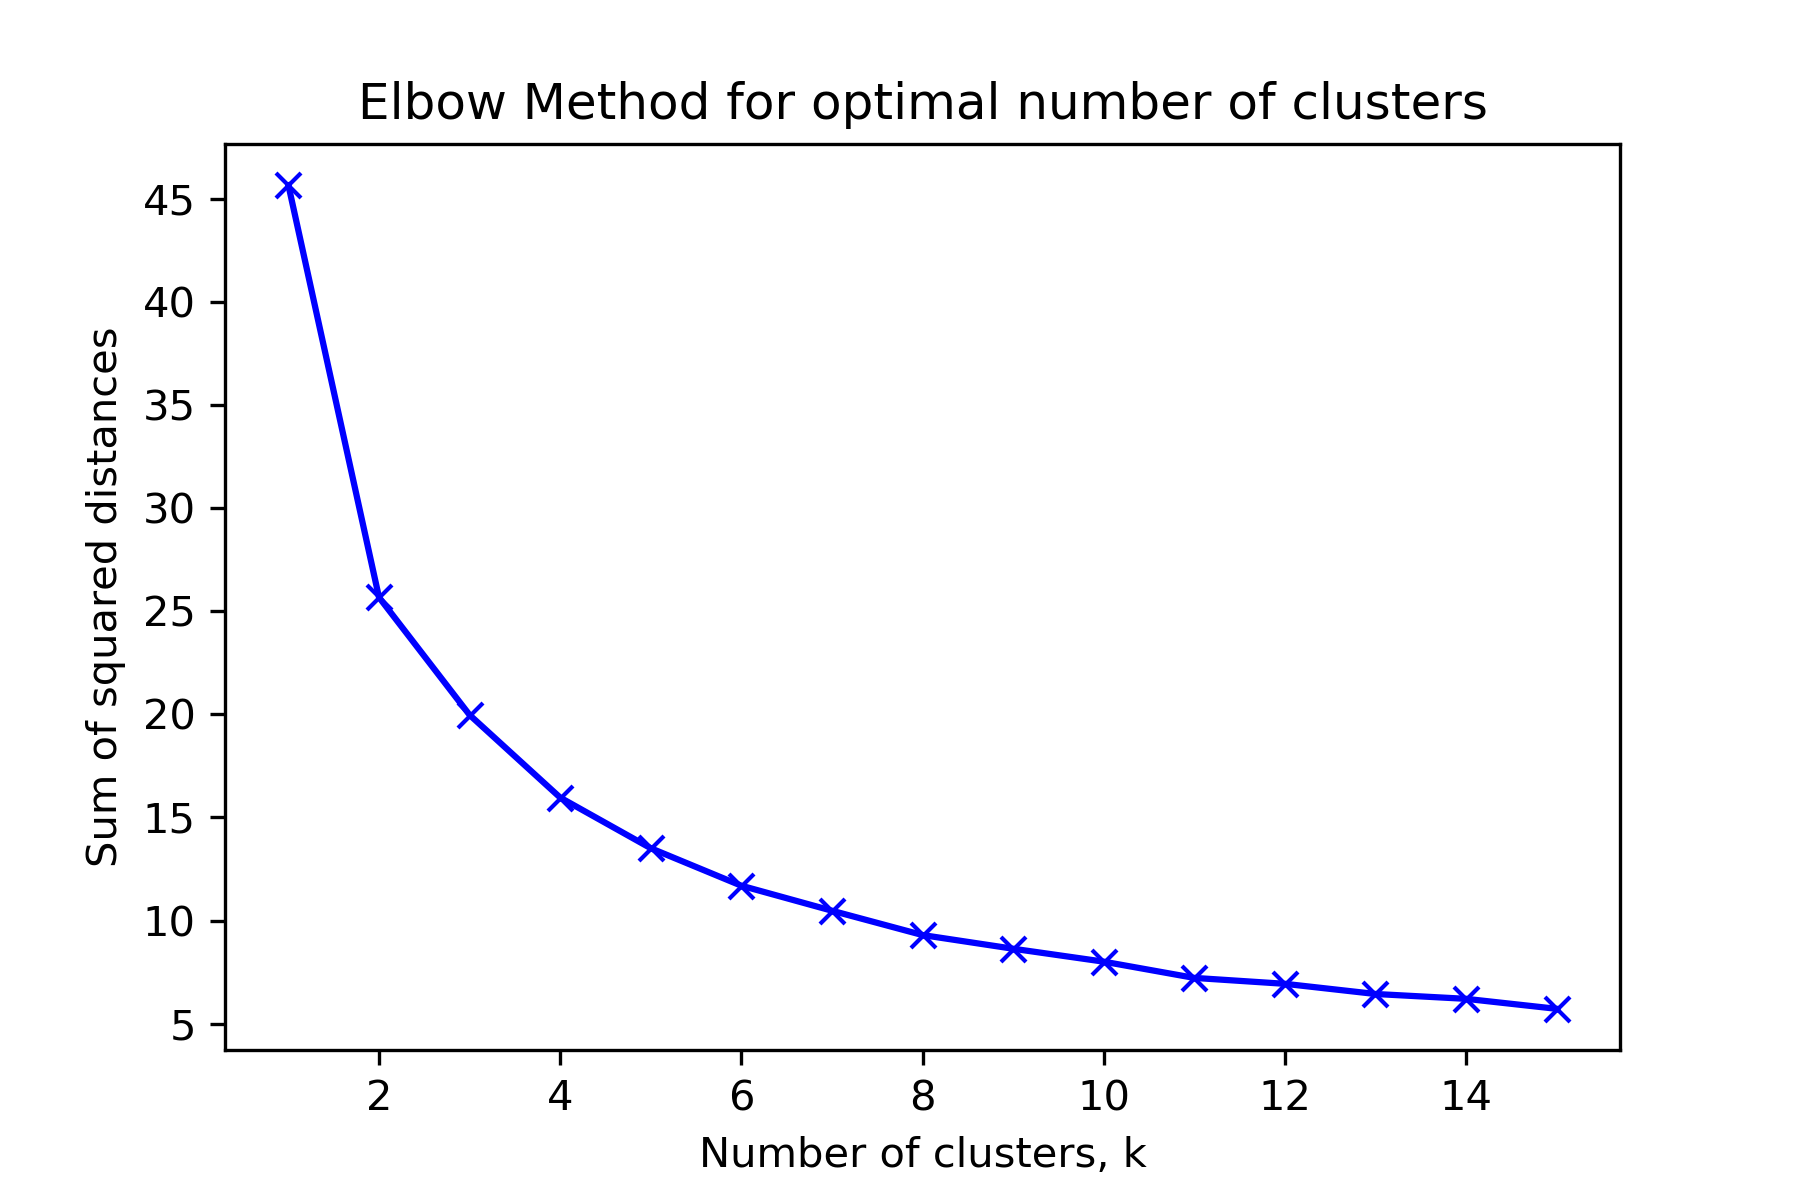 Elbow Method for optimal number of clusters
45
40
35
30
25
20
15
10
5
Sum of squared distances
2 4 6 8 10 12 14
Number of clusters, k